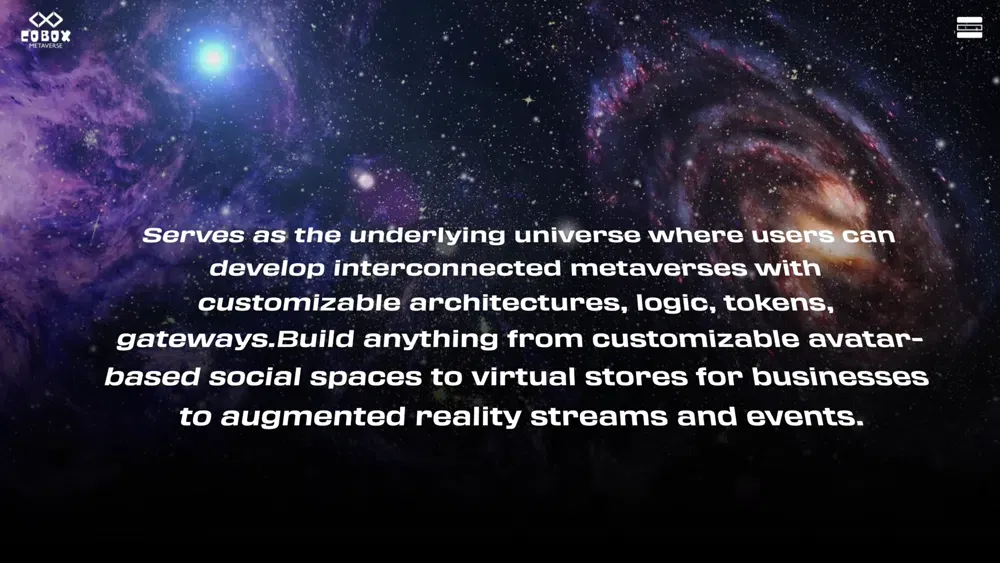 EOBOX
METAVERSE
Serves as the underlying universe where users can
develop interconnected metaverses with
customizable architectures, logic, tokens,
gateways.Build anything from customizable avatar-
based social spaces to virtual stores for businesses
to augmented reality streams and events.